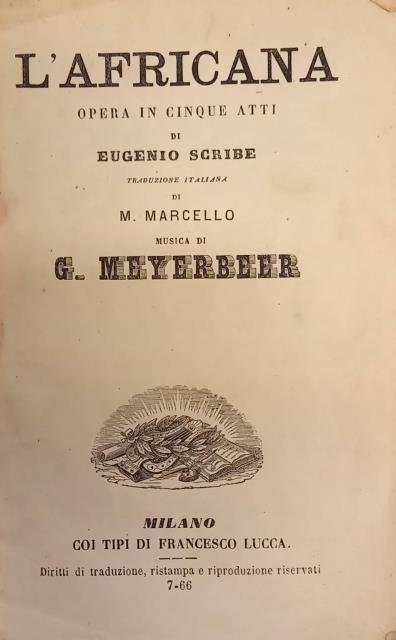 L'AFRICANA
OPERA IN CINQUE ATTI
DI
EUGENIO SCRIBE
TRADUZIONE ITALIANA
DI
M. MARCELLO
MUSICA DI
G. MEYERBEER
MILANO
COI TIPI DI FRANCESCO LUCCA.
Diritti di traduzione, ristampa e riproduzione riservati
7-66